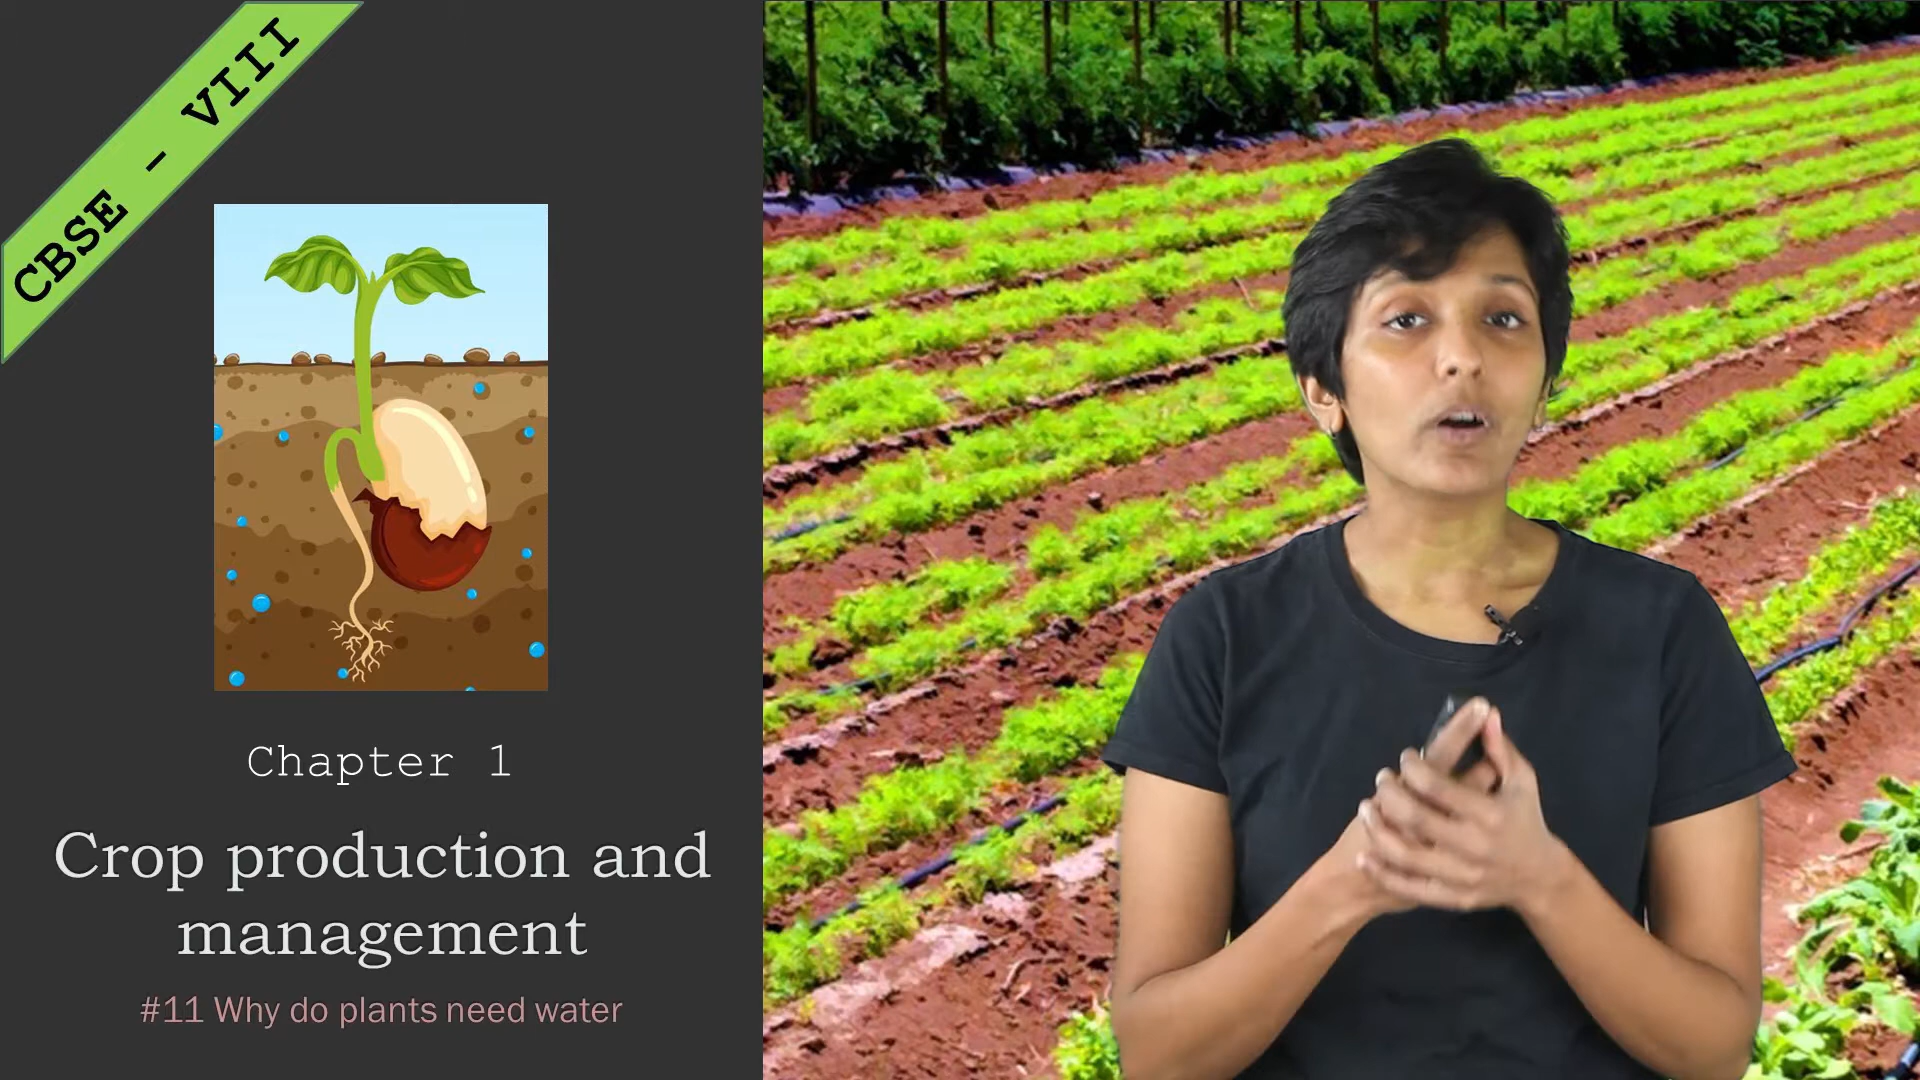 CBSE - VIII
Chapter 1
Crop production and
management
#11 Why do plants need water